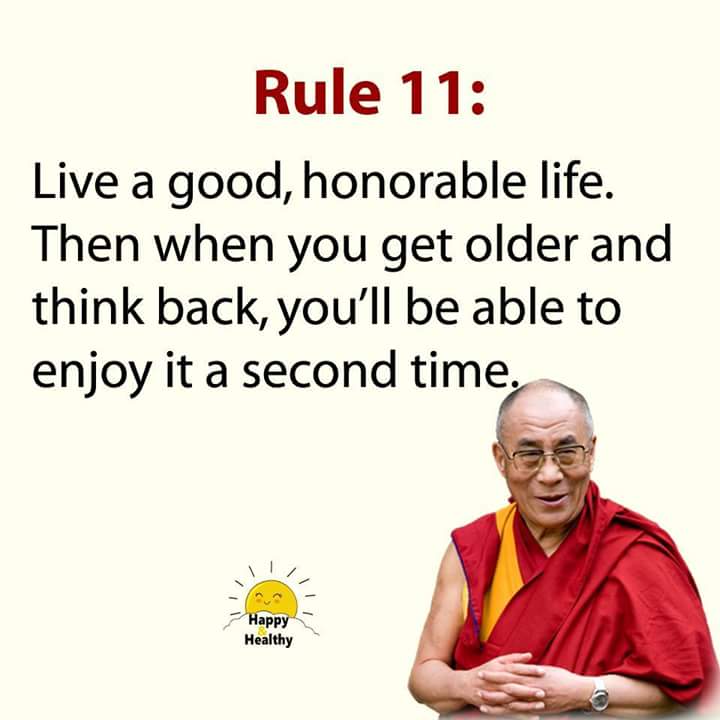 Rule 11:
Live a good, honorable life.
Then when you get older and
think back, you'll be able to
enjoy it a second time.
Happy
&
Healthy